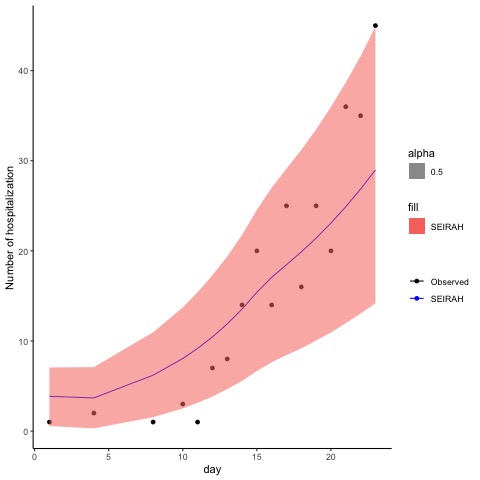 Number of hospitalization
40
30
20
10
0
0 5 10 15 20
day
alpha
0.5
fill
SEIRAH
Observed
SEIRAH